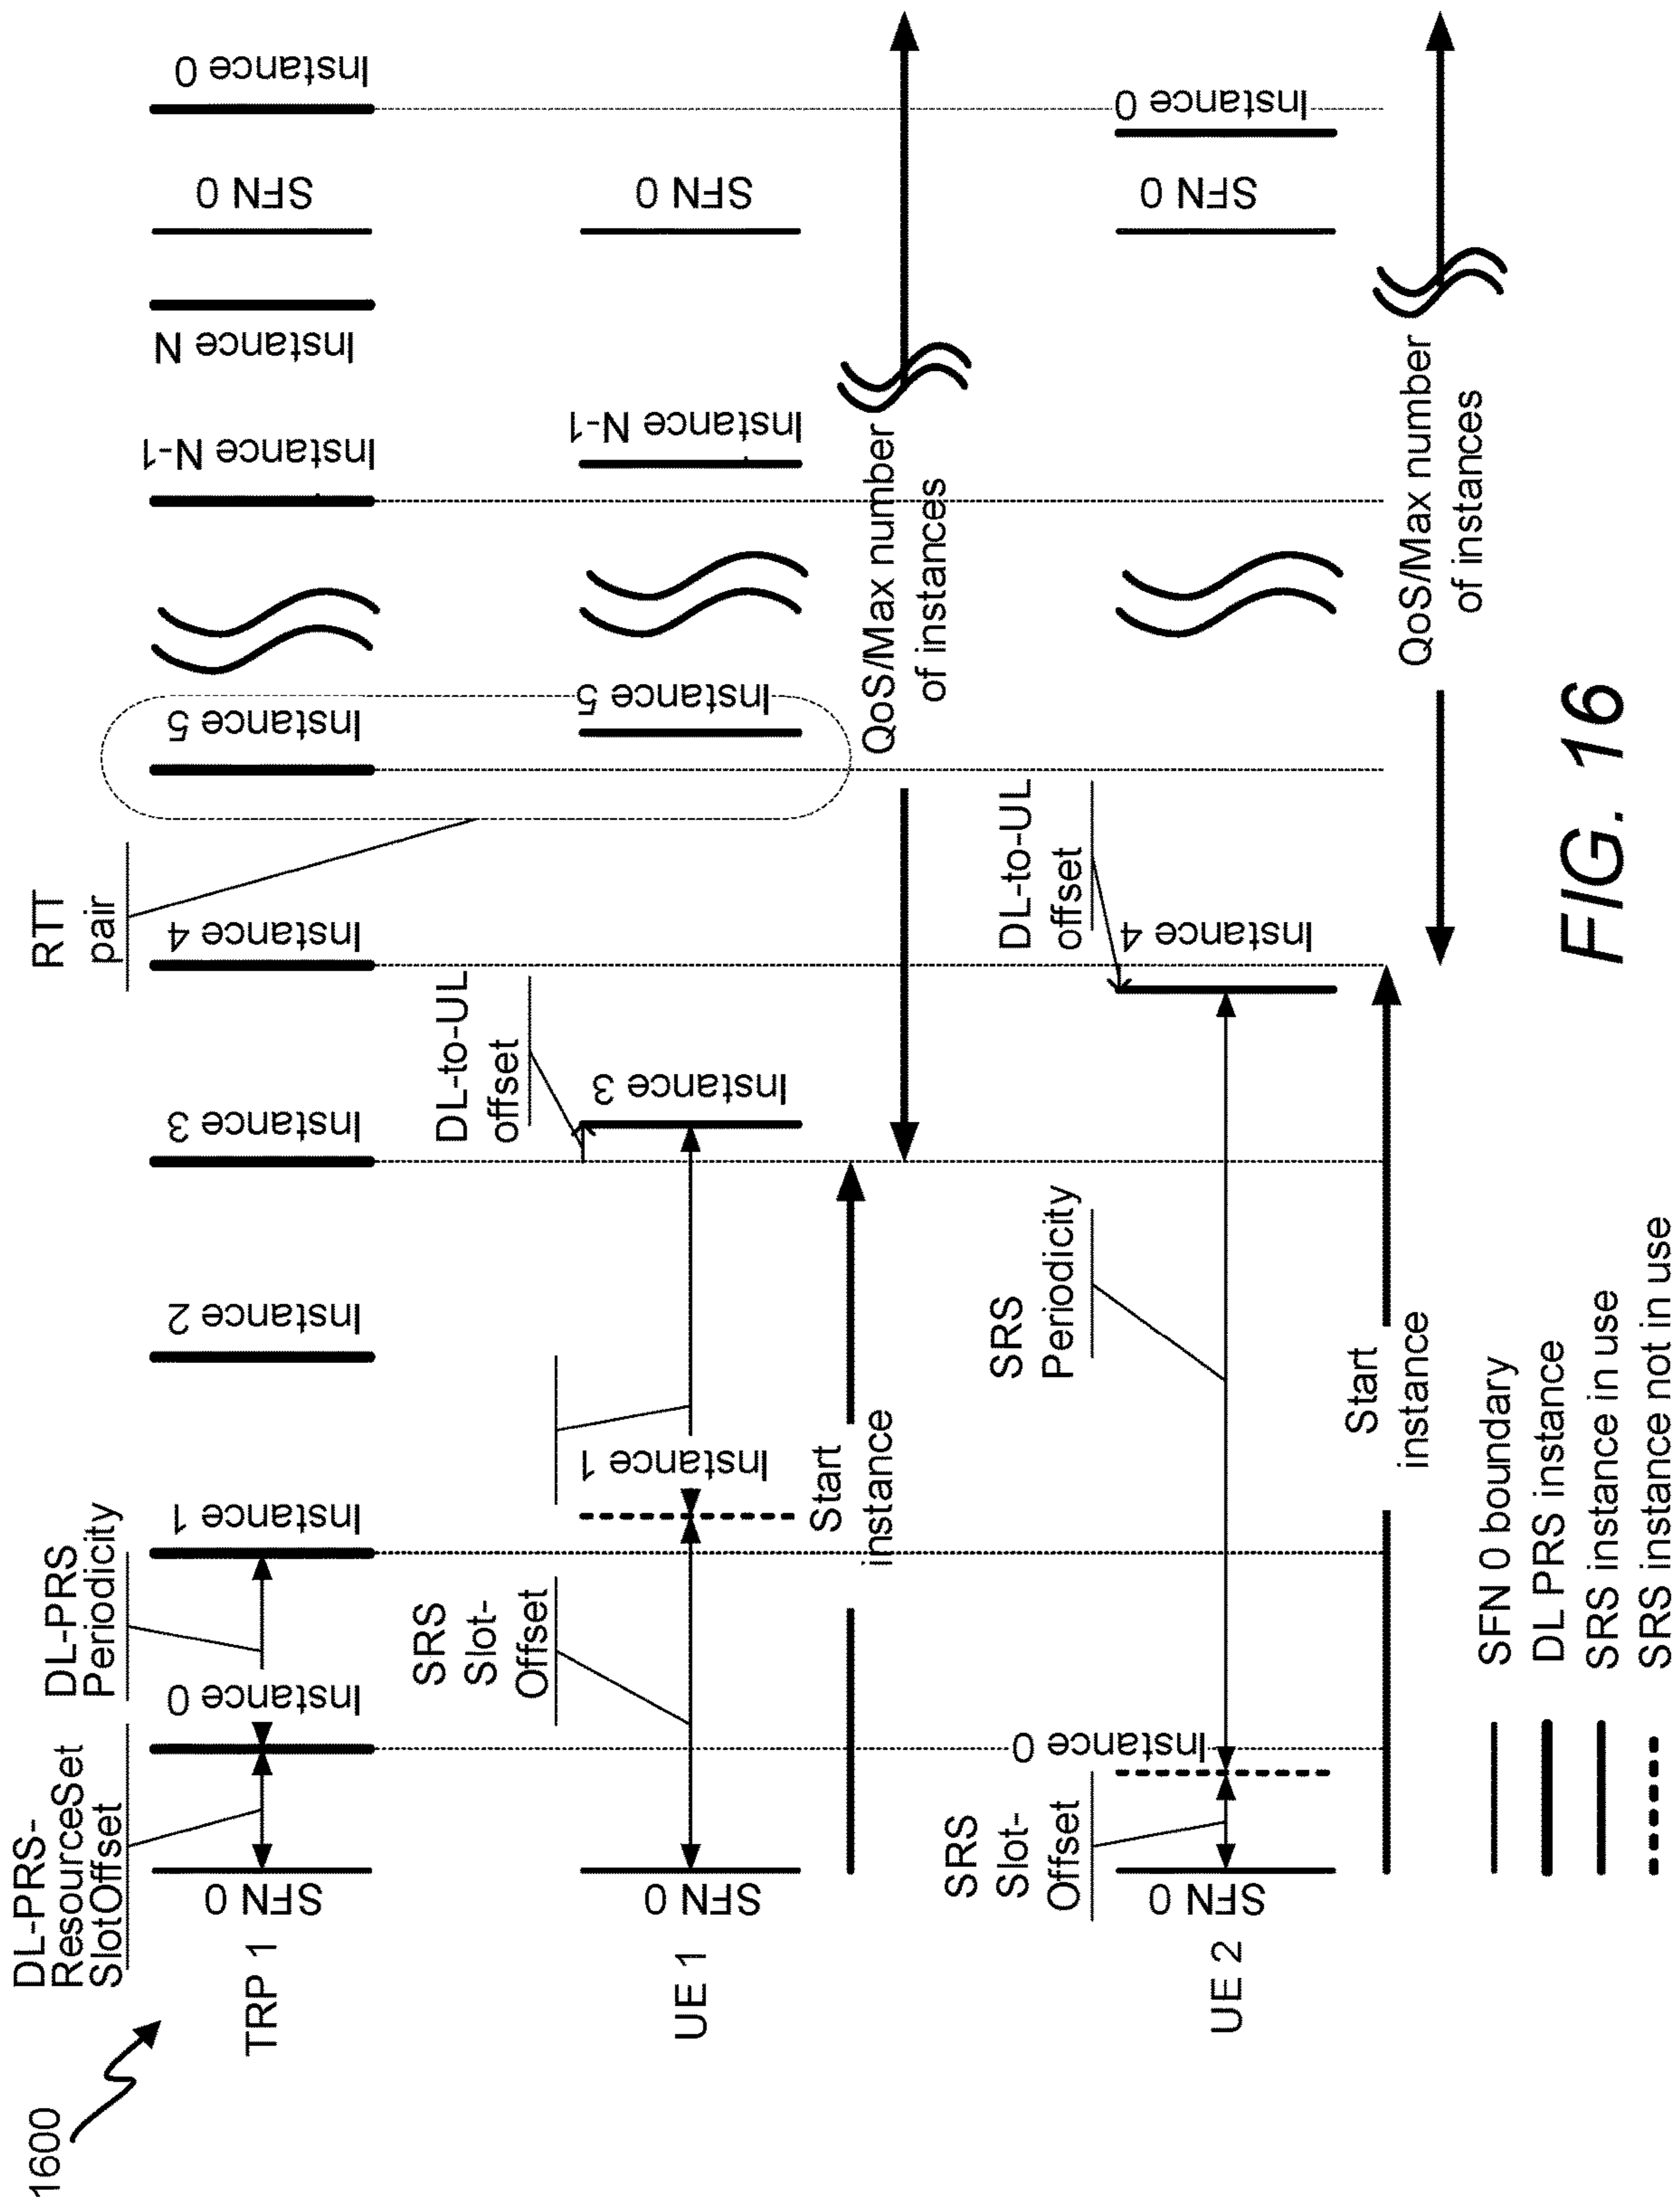 1600
DL-PRS-
ResourceSet
SlotOffset
DL-PRS
Periodicity
RTT
pair
TRP 1
SFN 0
Instance 0
Instance 1
Instance 2
Instance 3
Instance 4
Instance 5
Instance N-1
Instance N
SFN 0
Instance 0
SRS
Slot-
Offset
DL-to-UL
offset
UE 1
SFN 0
Instance 1
Instance 3
Instance 5
Instance N-1
SFN 0
Start
instance
QoS/Max number
of instances
SRS
Slot-
Offset
SRS
Periodicity
DL-to-UL
offset
UE 2
SFN 0
Instance 0
Instance 4
SFN 0
Instance 0
Start
instance
QoS/Max number
of instances
SFN 0 boundary
DL PRS instance
SRS instance in use
SRS instance not in use
FIG. 16